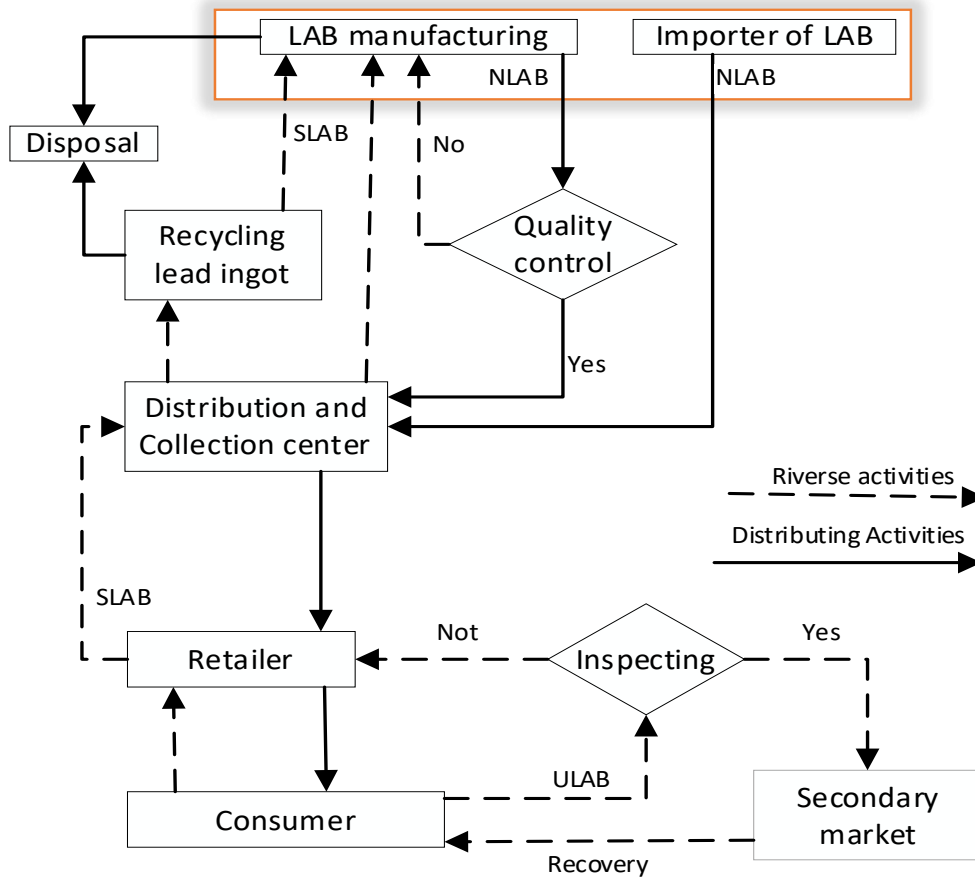 LAB manufacturing
Importer of LAB
NLAB
NLAB
Disposal
SLAB
No
Recycling
lead ingot
Quality
control
Yes
Distribution and
Collection center
Riverse activities
Distributing Activities
SLAB
Retailer
Not
Inspecting
Yes
ULAB
Consumer
Secondary
market
Recovery